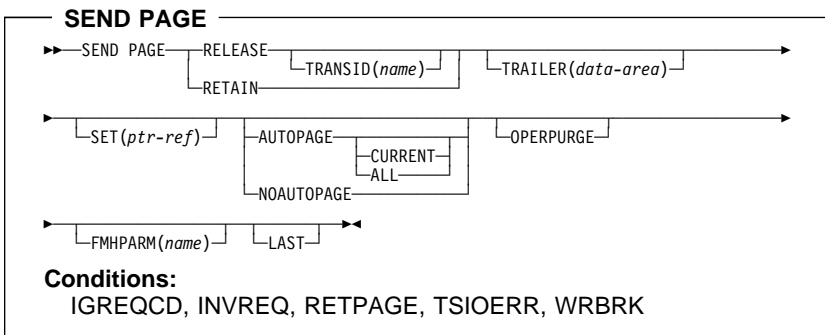 SEND PAGE
SEND PAGE RELEASE
TRANSID(name) TRAILER(data-area)
RETAIN
SET(ptr-ref) AUTOPAGE OPERPURGE
CURRENT
ALL
NOAUTOPAGE
FMHPARM(name) LAST
Conditions:
IGREQCD, INVREQ, RETPAGE, TSIOERR, WRBRK